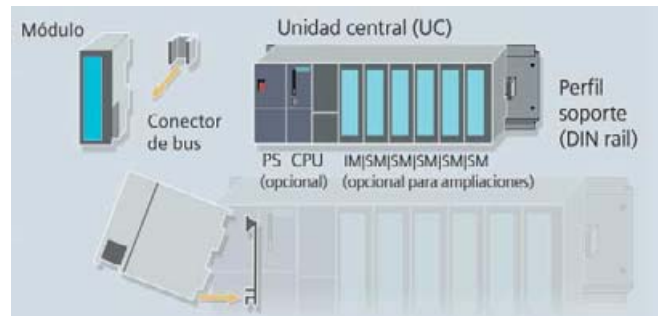 Módulo
Unidad central (UC)
Conector
de bus
Perfil
soporte
(DIN rail)
PS CPU IM|SM|SM|SM|SM|SM
(opcional) (opcional para ampliaciones)